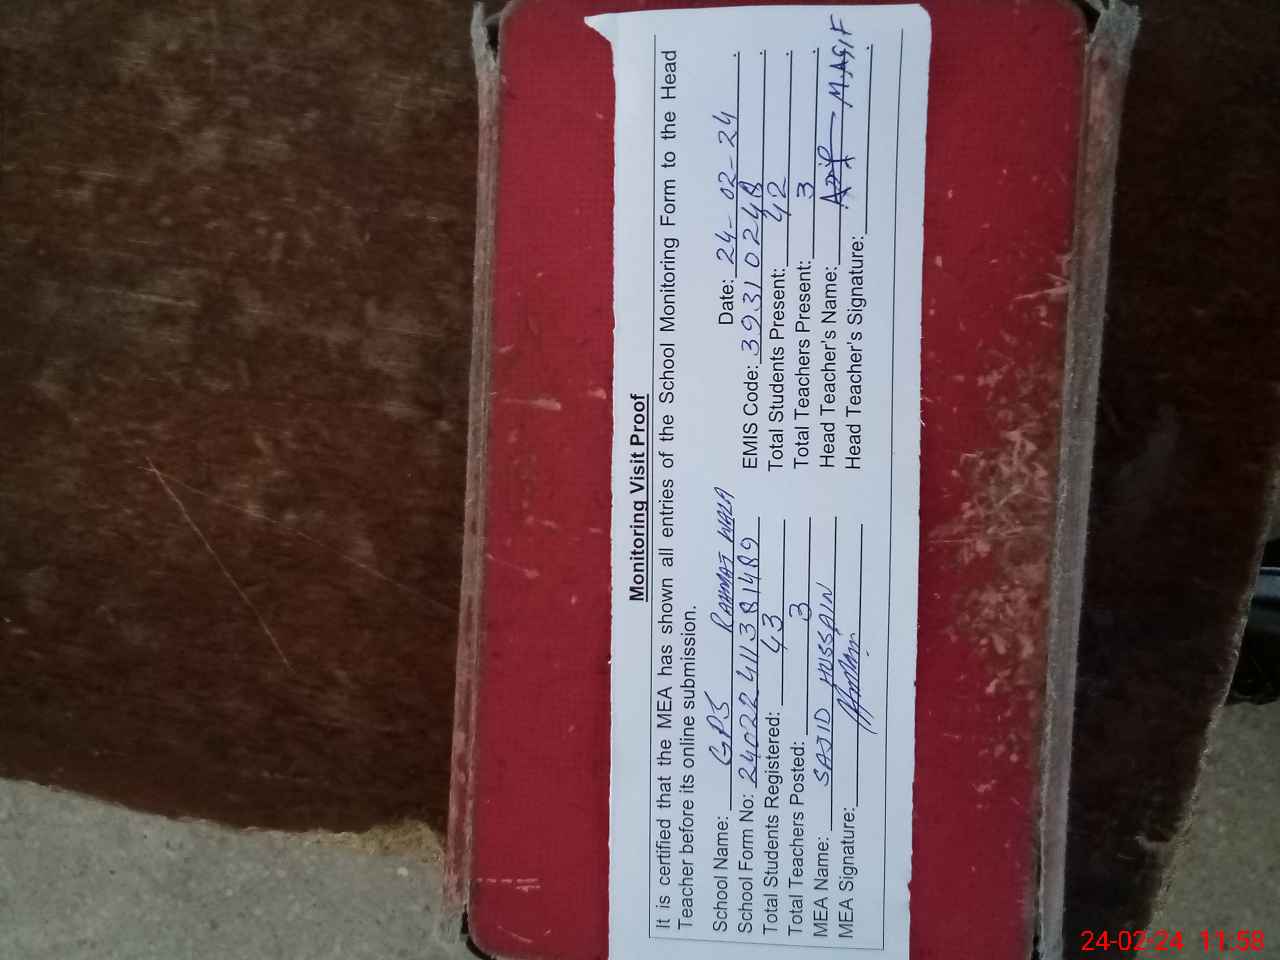 Monitoring Visit Proof
It is certified that the MEA has shown all entries of the School Monitoring Form to the Head
Teacher before its online submission.
School Name: GPS RAHMAT WALA Date: 24-02-24
School Form No: 24022411381489 EMIS Code: 39310248
Total Students Registered: 43 Total Students Present: 42
Total Teachers Posted: 3 Total Teachers Present: 3
MEA Name: SAJID HUSSAIN Head Teacher's Name: M. ASIF
MEA Signature: Head Teacher's Signature:
24-02-24 11:58